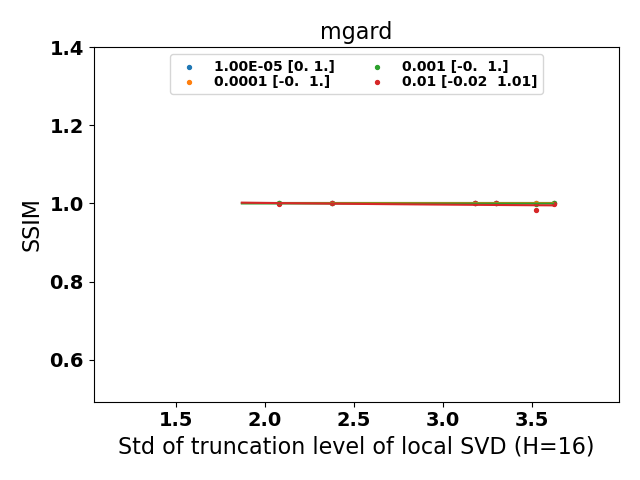 mgard
1.00E-05 [0. 1.]
0.0001 [-0.  1.]
0.001 [-0.  1.]
0.01 [-0.02  1.01]
SSIM
1.4
1.2
1.0
0.8
0.6
1.5 2.0 2.5 3.0 3.5
Std of truncation level of local SVD (H=16)